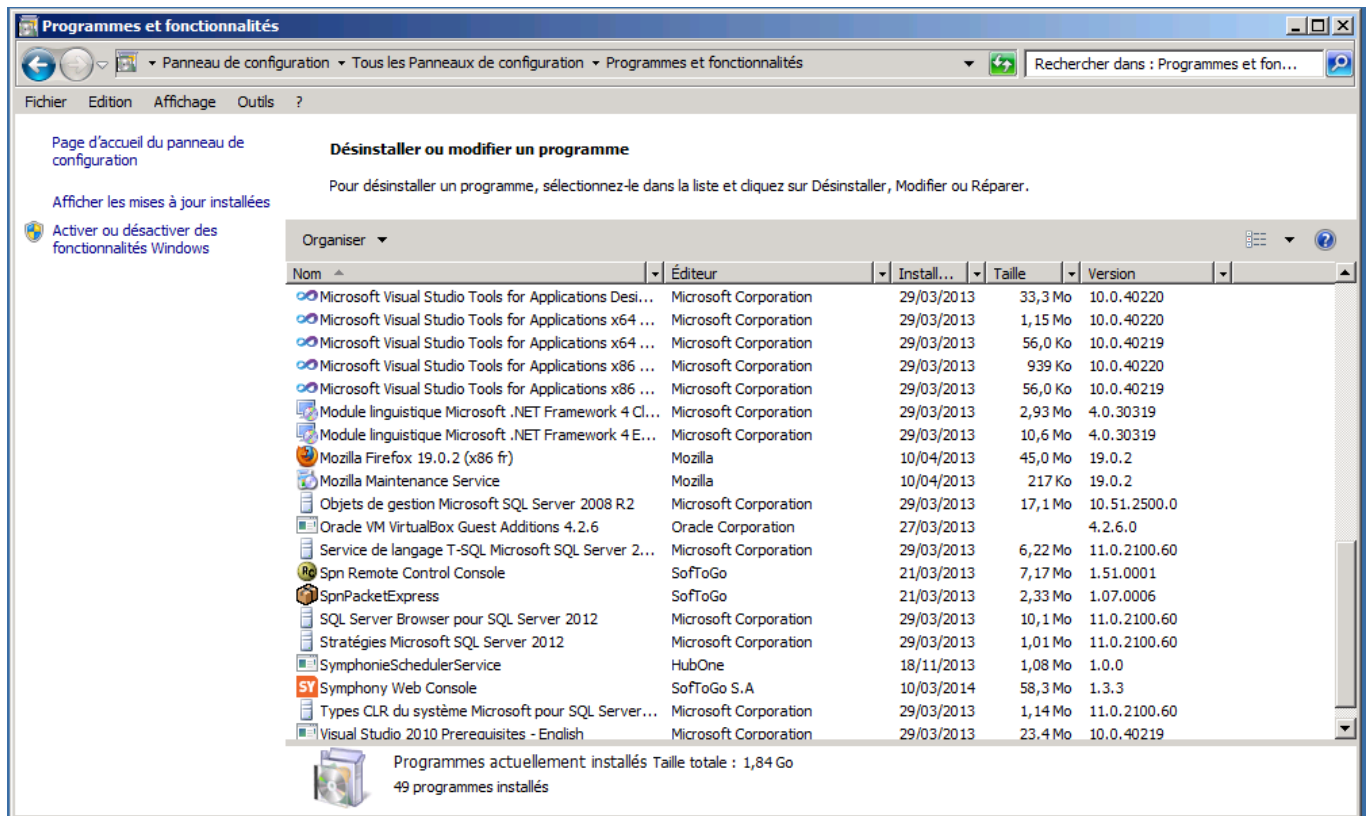 Programmes et fonctionnalités
Panneau de configuration Tous les Panneaux de configuration Programmes et fonctionnalités Rechercher dans : Programmes et fon...
Fichier Edition Affichage Outils ?
Page d'accueil du panneau de
configuration
Afficher les mises à jour installées
Activer ou désactiver des
fonctionnalités Windows
Désinstaller ou modifier un programme
Pour désinstaller un programme, sélectionnez-le dans la liste et cliquez sur Désinstaller, Modifier ou Réparer.
Organiser
Nom Éditeur Install... Taille Version
Microsoft Visual Studio Tools for Applications Desi... Microsoft Corporation 29/03/2013 33,3 Mo 10.0.40220
Microsoft Visual Studio Tools for Applications x64 ... Microsoft Corporation 29/03/2013 1,15 Mo 10.0.40220
Microsoft Visual Studio Tools for Applications x64 ... Microsoft Corporation 29/03/2013 56,0 Ko 10.0.40219
Microsoft Visual Studio Tools for Applications x86 ... Microsoft Corporation 29/03/2013 939 Ko 10.0.40220
Microsoft Visual Studio Tools for Applications x86 ... Microsoft Corporation 29/03/2013 56,0 Ko 10.0.40219
Module linguistique Microsoft .NET Framework 4 Cl... Microsoft Corporation 29/03/2013 2,93 Mo 4.0.30319
Module linguistique Microsoft .NET Framework 4 E... Microsoft Corporation 29/03/2013 10,6 Mo 4.0.30319
Mozilla Firefox 19.0.2 (x86 fr) Mozilla 10/04/2013 45,0 Mo 19.0.2
Mozilla Maintenance Service Mozilla 10/04/2013 217 Ko 19.0.2
Objets de gestion Microsoft SQL Server 2008 R2 Microsoft Corporation 29/03/2013 17,1 Mo 10.51.2500.0
Oracle VM VirtualBox Guest Additions 4.2.6 Oracle Corporation 27/03/2013 4.2.6.0
Service de langage T-SQL Microsoft SQL Server 2... Microsoft Corporation 29/03/2013 6,22 Mo 11.0.2100.60
Rc Spn Remote Control Console SofToGo 21/03/2013 7,17 Mo 1.51.0001
SpnPacketExpress SofToGo 21/03/2013 2,33 Mo 1.07.0006
SQL Server Browser pour SQL Server 2012 Microsoft Corporation 29/03/2013 10,1 Mo 11.0.2100.60
Stratégies Microsoft SQL Server 2012 Microsoft Corporation 29/03/2013 1,01 Mo 11.0.2100.60
SymphonieSchedulerService HubOne 18/11/2013 1,08 Mo 1.0.0
SY Symphony Web Console SofToGo S.A 10/03/2014 58,3 Mo 1.3.3
Types CLR du système Microsoft pour SQL Server... Microsoft Corporation 29/03/2013 1,14 Mo 11.0.2100.60
Visual Studio 2010 Prerequisites - English Microsoft Corporation 29/03/2013 23,4 Mo 10.0.40219
Programmes actuellement installés Taille totale : 1,84 Go
49 programmes installés